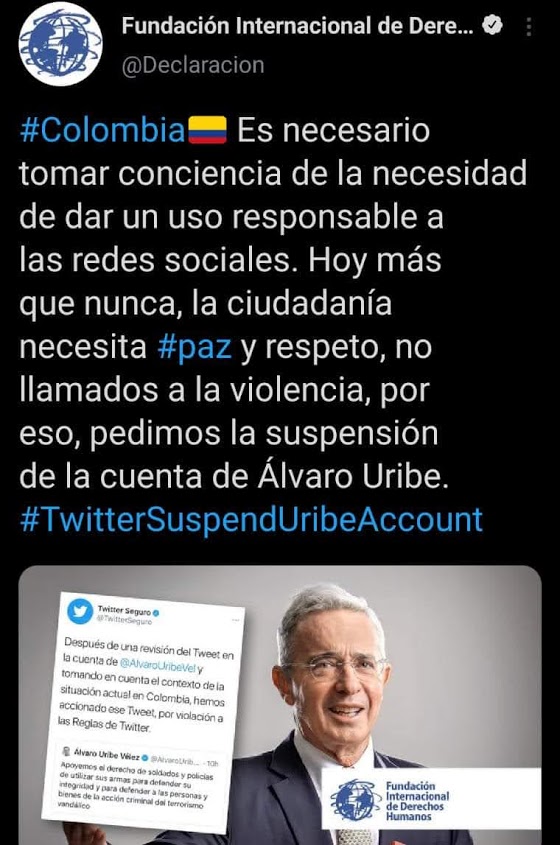 Fundación Internacional de Dere...
@Declaracion
#Colombia🇨🇴 Es necesario
tomar conciencia de la necesidad
de dar un uso responsable a
las redes sociales. Hoy más
que nunca, la ciudadanía
necesita #paz y respeto, no
llamados a la violencia, por
eso, pedimos la suspensión
de la cuenta de Álvaro Uribe.
#TwitterSuspendUribeAccount
Twitter Seguro
@TwitterSeguro
Después de una revisión del Tweet en
la cuenta de @AlvaroUribeVel y
tomando en cuenta el contexto de la
situación actual en Colombia, hemos
accionado ese Tweet, por violación a
las Reglas de Twitter.
Álvaro Uribe Vélez @AlvaroUrib... · 10h
Apoyemos el derecho de soldados y policías
de utilizar sus armas para defender su
integridad y para defender a las personas y
bienes de la acción criminal del terrorismo
vandálico
Fundación
Internacional
de Derechos
Humanos